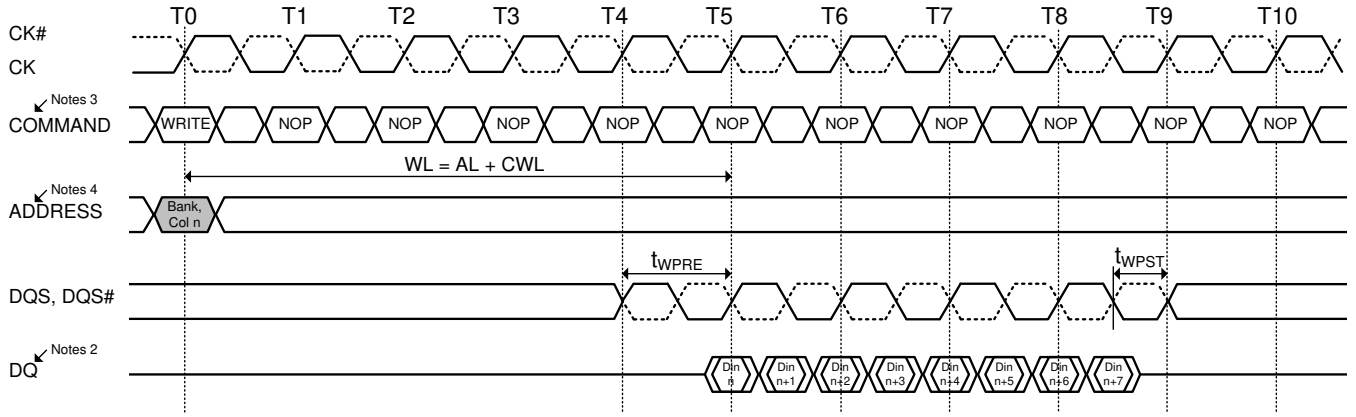 T0 T1 T2 T3 T4 T5 T6 T7 T8 T9 T10
CK#
CK
Notes 3
COMMAND WRITE NOP NOP NOP NOP NOP NOP NOP NOP NOP NOP
WL = AL + CWL
Notes 4
ADDRESS
Bank,
Col n
tWPRE tWPST
DQS, DQS#
Notes 2
DQ
Din Din Din Din Din Din Din Din
n n+1 n+2 n+3 n+4 n+5 n+6 n+7